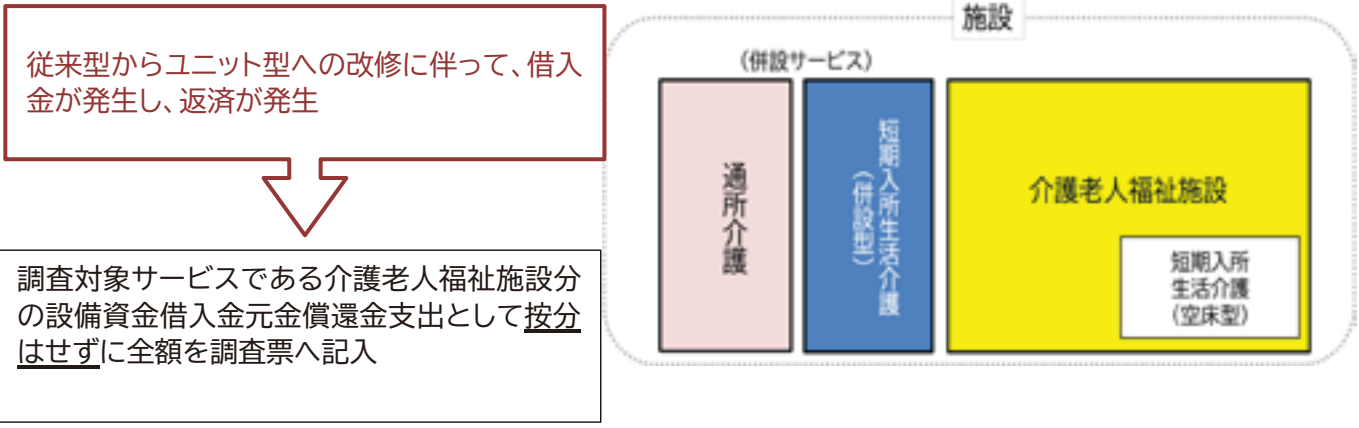 従来型からユニット型への改修に伴って、借入
金が発生し、返済が発生
調査対象サービスである介護老人福祉施設分
の設備資金借入金元金償還金支出として按分
はせずに全額を調査票へ記入
施設
（併設サービス）
通所介護
短期入所生活介護
（併設型）
介護老人福祉施設
短期入所
生活介護
（空床型）